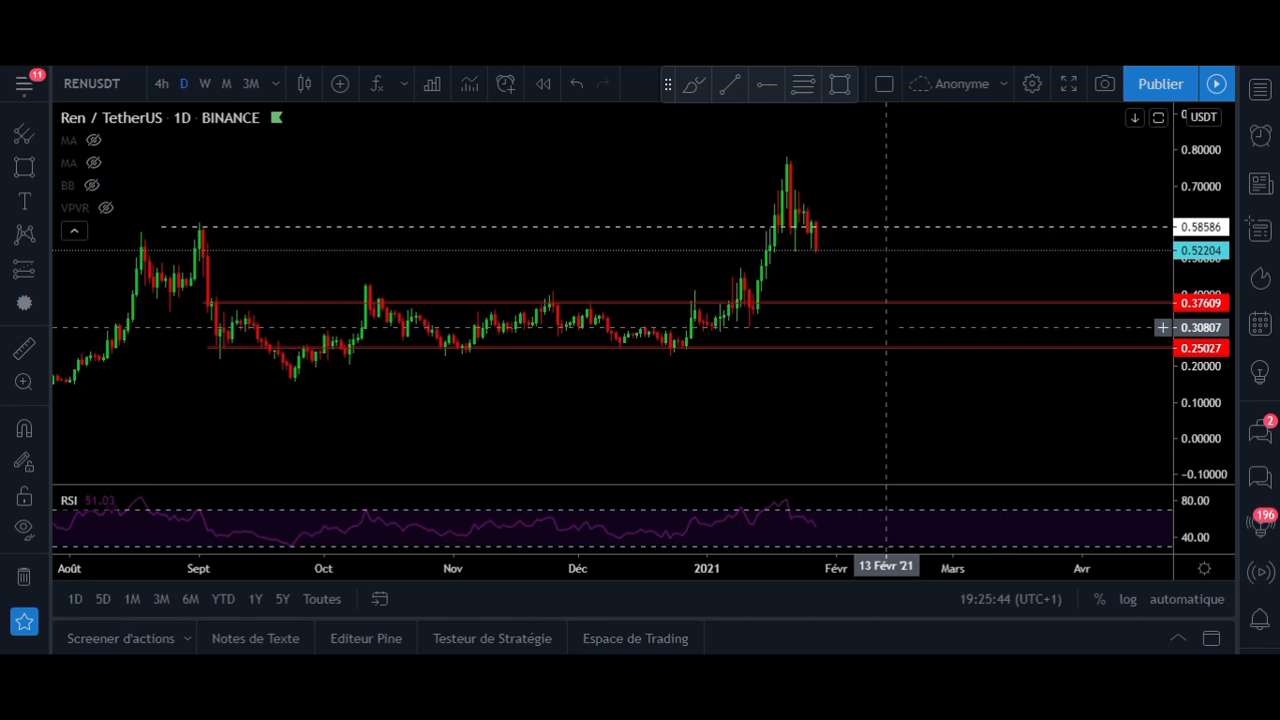 11
RENUSDT 4h D W M 3M Anonyme Publier
Ren / TetherUS · 1D · BINANCE
USDT
MA
MA
BB
VPVR
0.80000
0.70000
0.58586
0.52204
0.37609
0.30807
0.25027
0.20000
0.10000
0.00000
-0.10000
RSI 51.03
80.00
40.00
Août Sept Oct Nov Déc 2021 Févr 13 Févr '21 Mars Avr
1D 5D 1M 3M 6M YTD 1Y 5Y Toutes 19:25:44 (UTC+1) % log automatique
Screener d'actions Notes de Texte Editeur Pine Testeur de Stratégie Espace de Trading
2
196